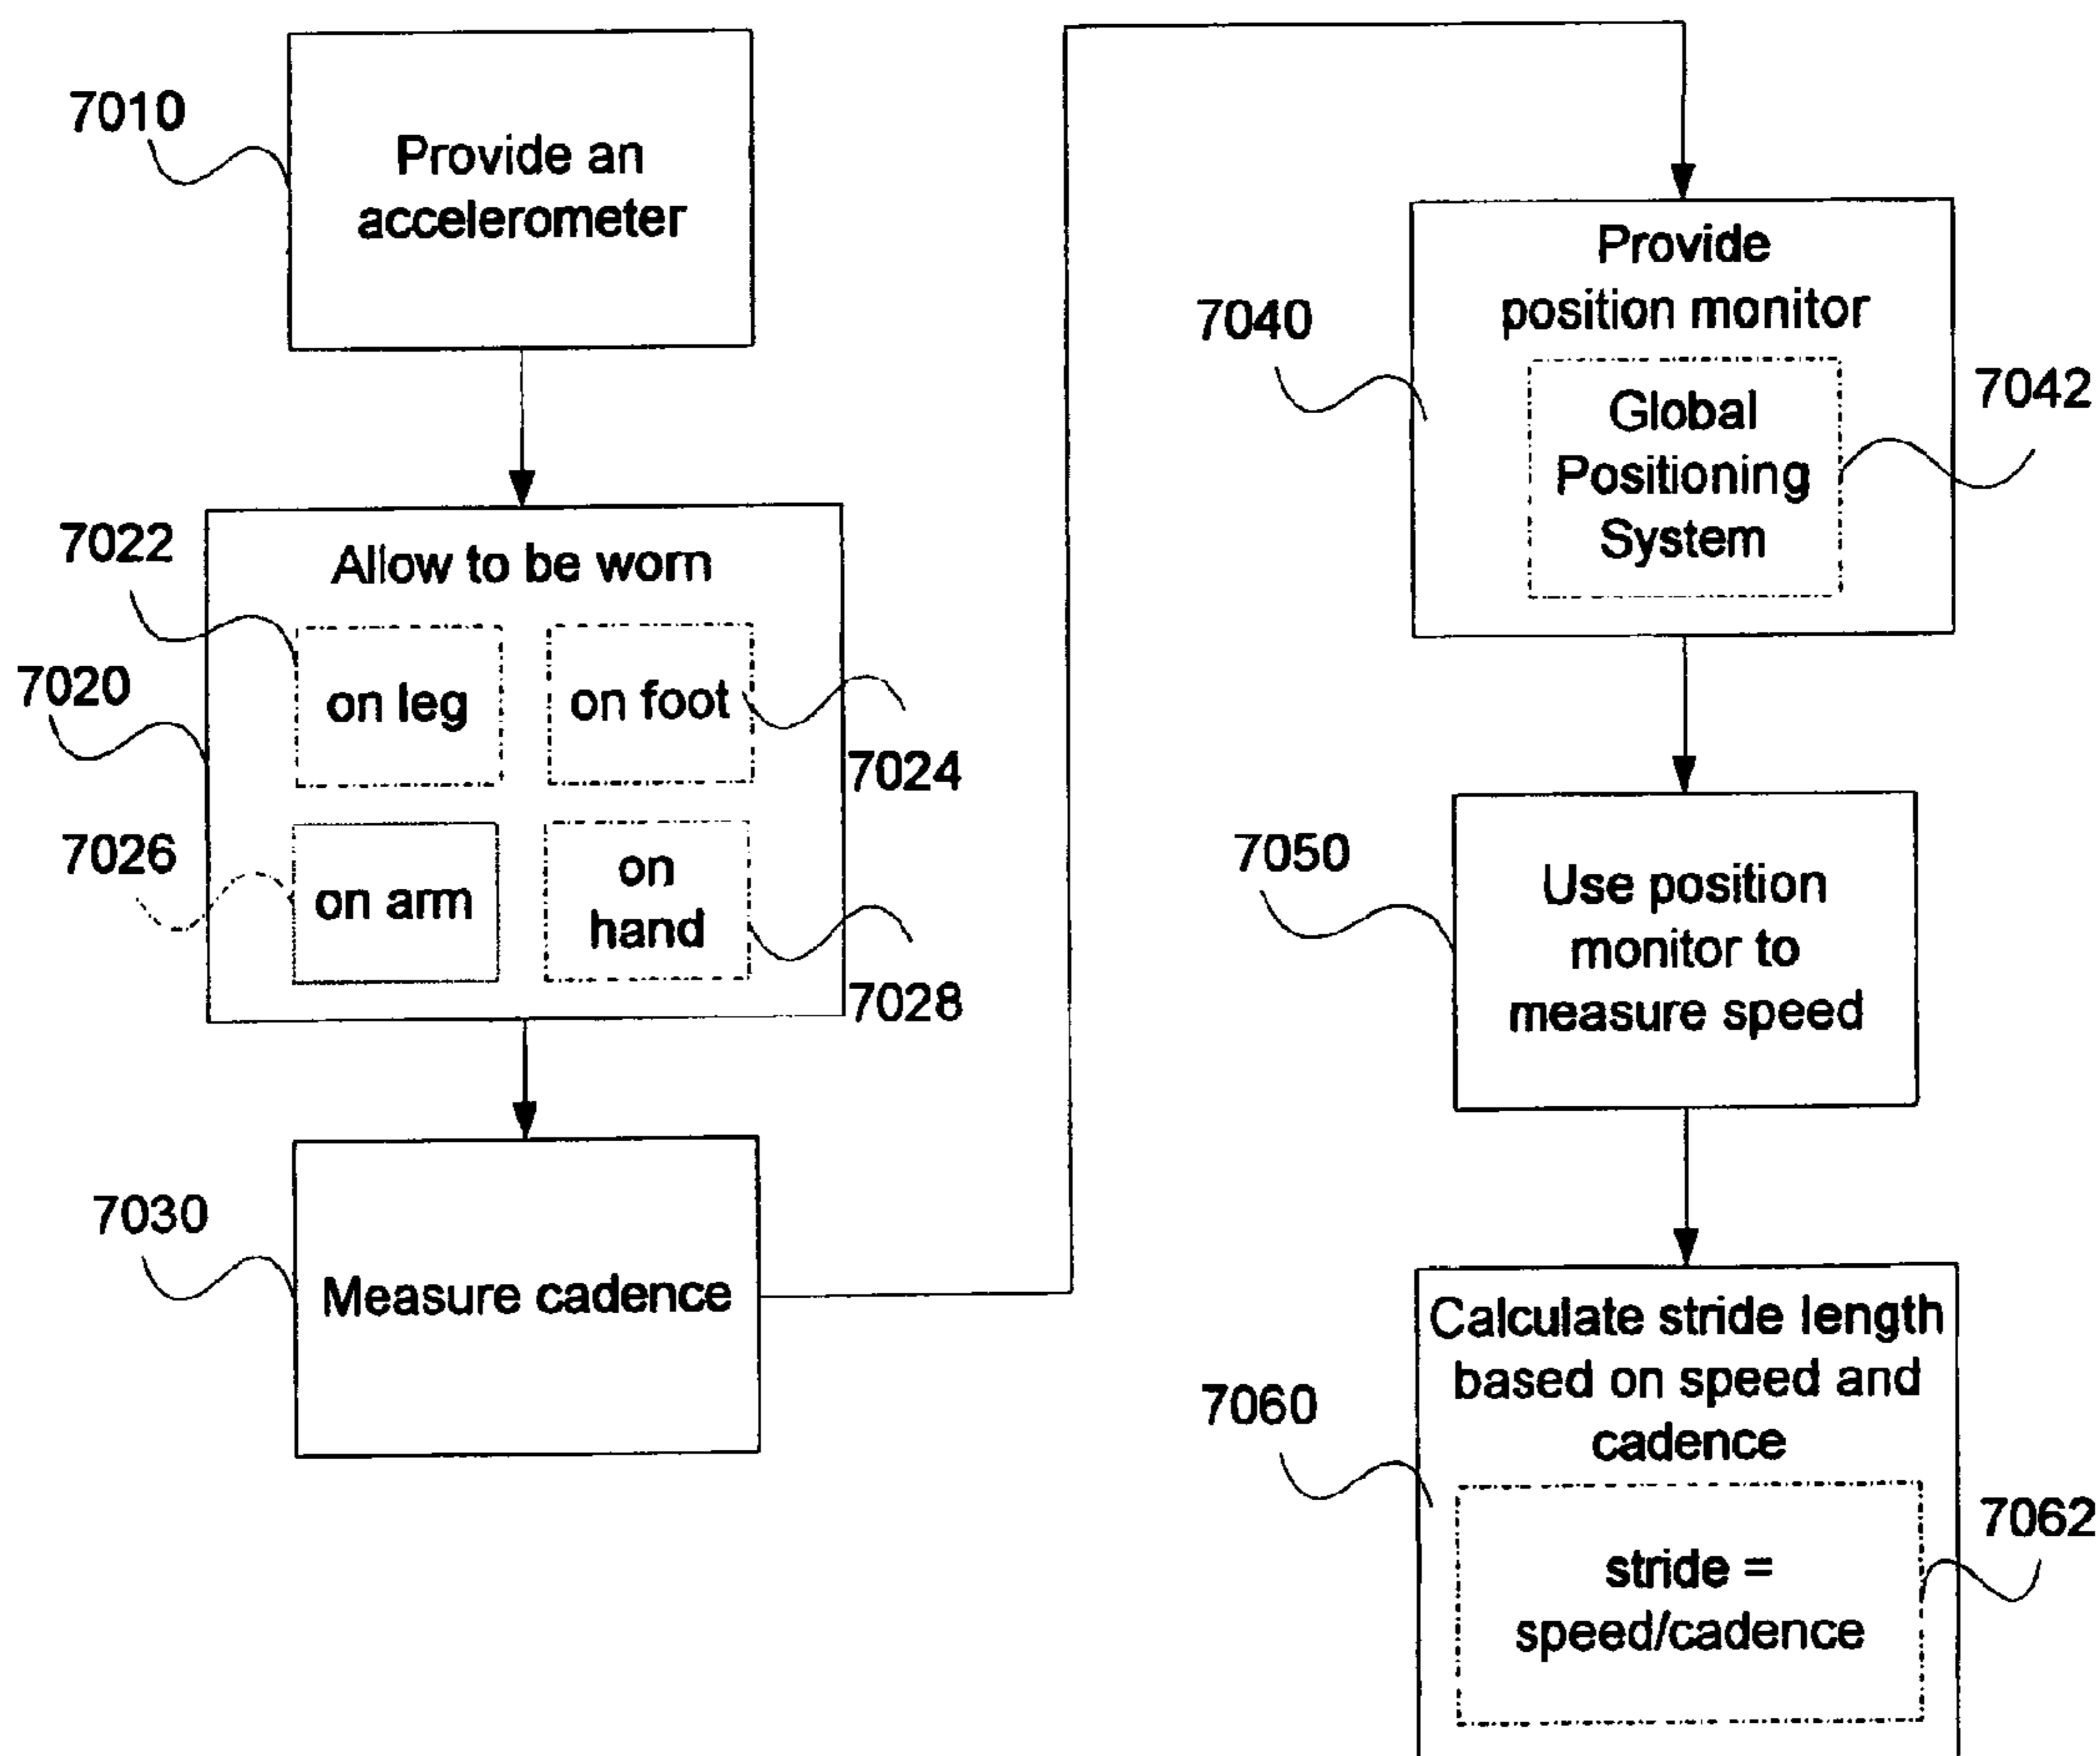 7010
Provide an
accelerometer
7022
7020
Allow to be worn
on leg
on foot
7024
7026
on arm
on
hand
7028
7030
Measure cadence
Provide
position monitor
7040
7042
Global
Positioning
System
7050
Use position
monitor to
measure speed
Calculate stride length
based on speed and
cadence
7060
7062
stride =
speed/cadence